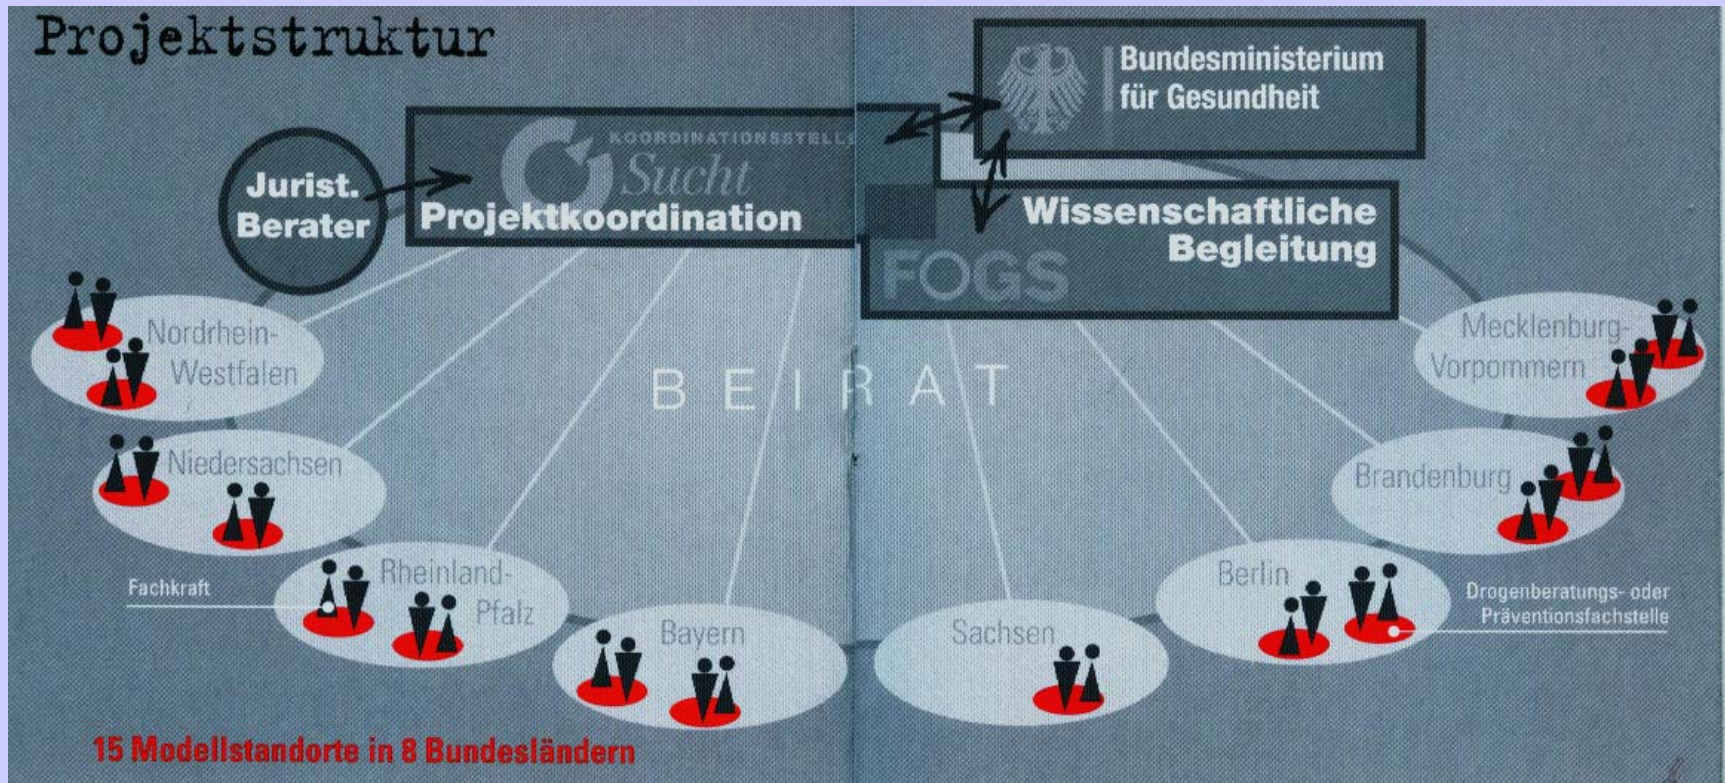 Projektstruktur
Bundesministerium
für Gesundheit
KOORDINATIONSSTELLE
Sucht
Projektkoordination
Jurist.
Berater
Wissenschaftliche
Begleitung
FOGS
Nordrhein-
Westfalen
Mecklenburg-
Vorpommern
BEIRAT
Niedersachsen
Brandenburg
Fachkraft
Rheinland-
Pfalz
Berlin
Drogenberatungs- oder
Präventionsfachstelle
Bayern
Sachsen
15 Modellstandorte in 8 Bundesländern